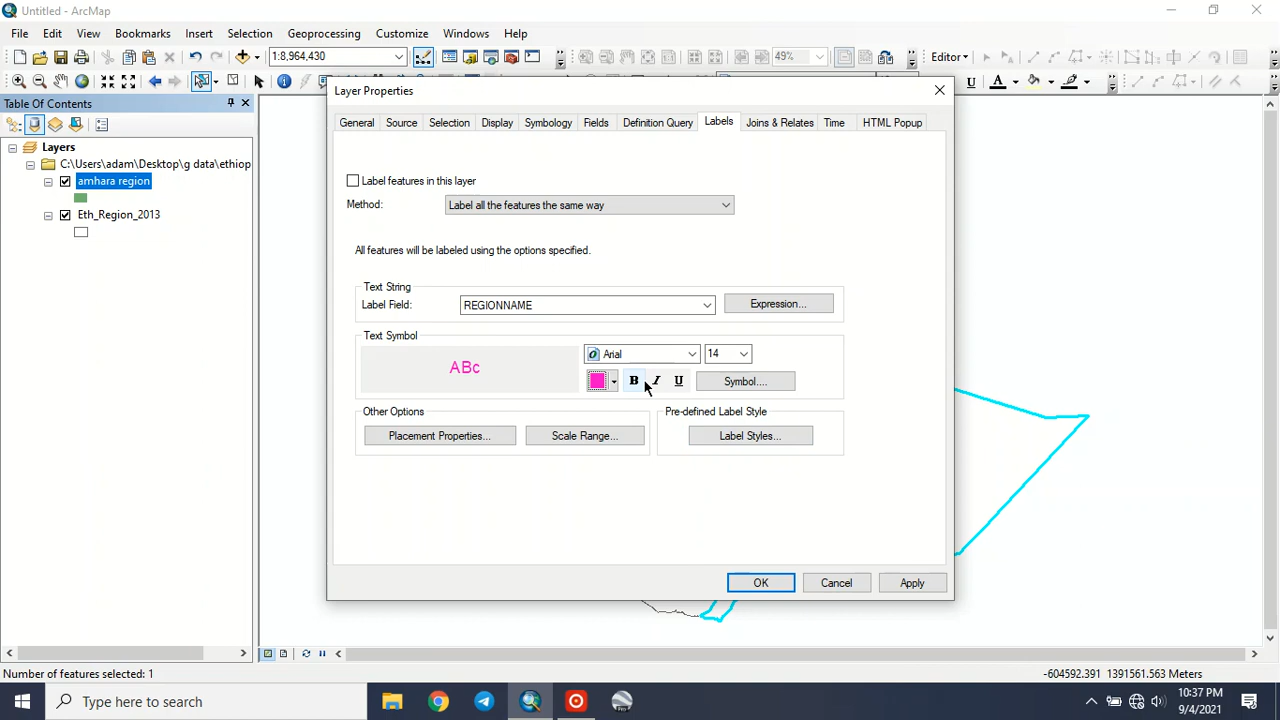 Untitled - ArcMap
File Edit View Bookmarks Insert Selection Geoprocessing Customize Windows Help
1:8,964,430
49%
Editor
Table Of Contents
Layers
C:\Users\adam\Desktop\g data\ethiop
amhara region
Eth_Region_2013
Layer Properties
General Source Selection Display Symbology Fields Definition Query Labels Joins & Relates Time HTML Popup
Label features in this layer
Method: Label all the features the same way
All features will be labeled using the options specified.
Text String
Label Field: REGIONNAME Expression...
Text Symbol
ABc
Arial 14
B I U Symbol....
Other Options
Placement Properties... Scale Range...
Pre-defined Label Style
Label Styles...
OK Cancel Apply
Number of features selected: 1
-604592.391 1391561.563 Meters
Type here to search
10:37 PM
9/4/2021